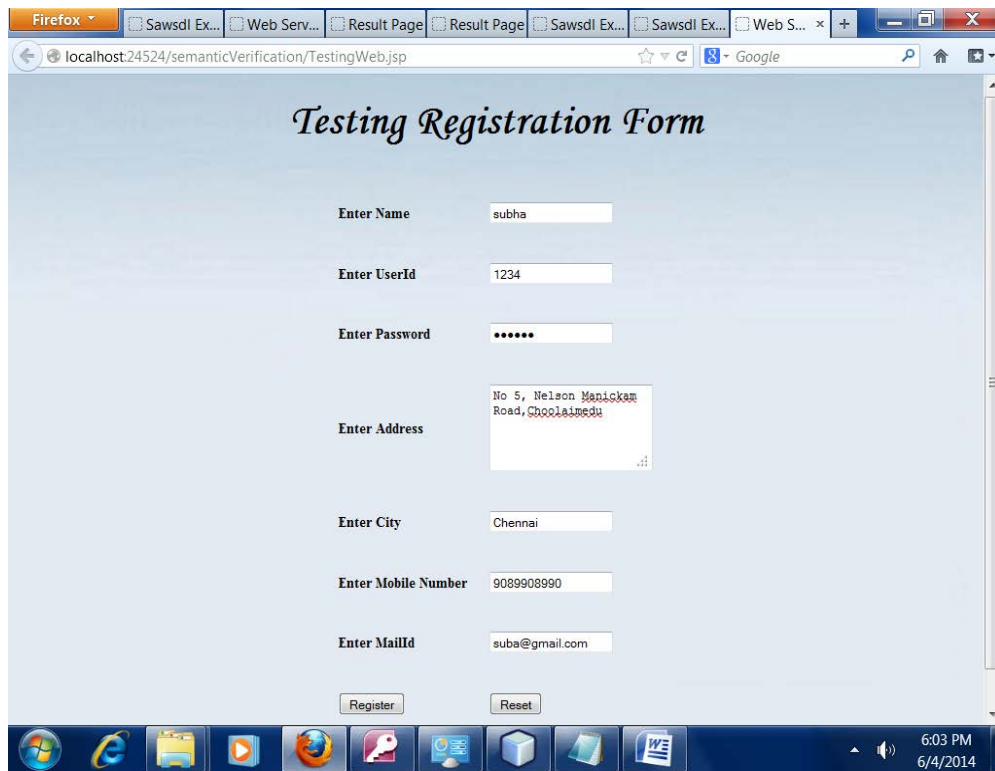 Firefox
Sawsdl Ex...
Web Serv...
Result Page
Result Page
Sawsdl Ex...
Sawsdl Ex...
Web S...
localhost:24524/semanticVerification/TestingWeb.jsp
Google
Testing Registration Form
Enter Name subha
Enter UserId 1234
Enter Password ••••••
Enter Address
No 5, Nelson Manickam
Road,Choolaimedu
Enter City Chennai
Enter Mobile Number 9089908990
Enter MailId suba@gmail.com
Register Reset
6:03 PM
6/4/2014